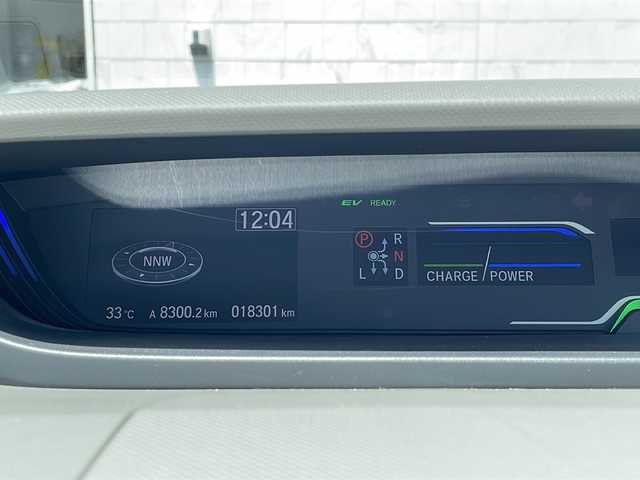 12:04
EV READY
NNW
P R
N
L D
CHARGE POWER
33°C A 8300.2 km 018301 km